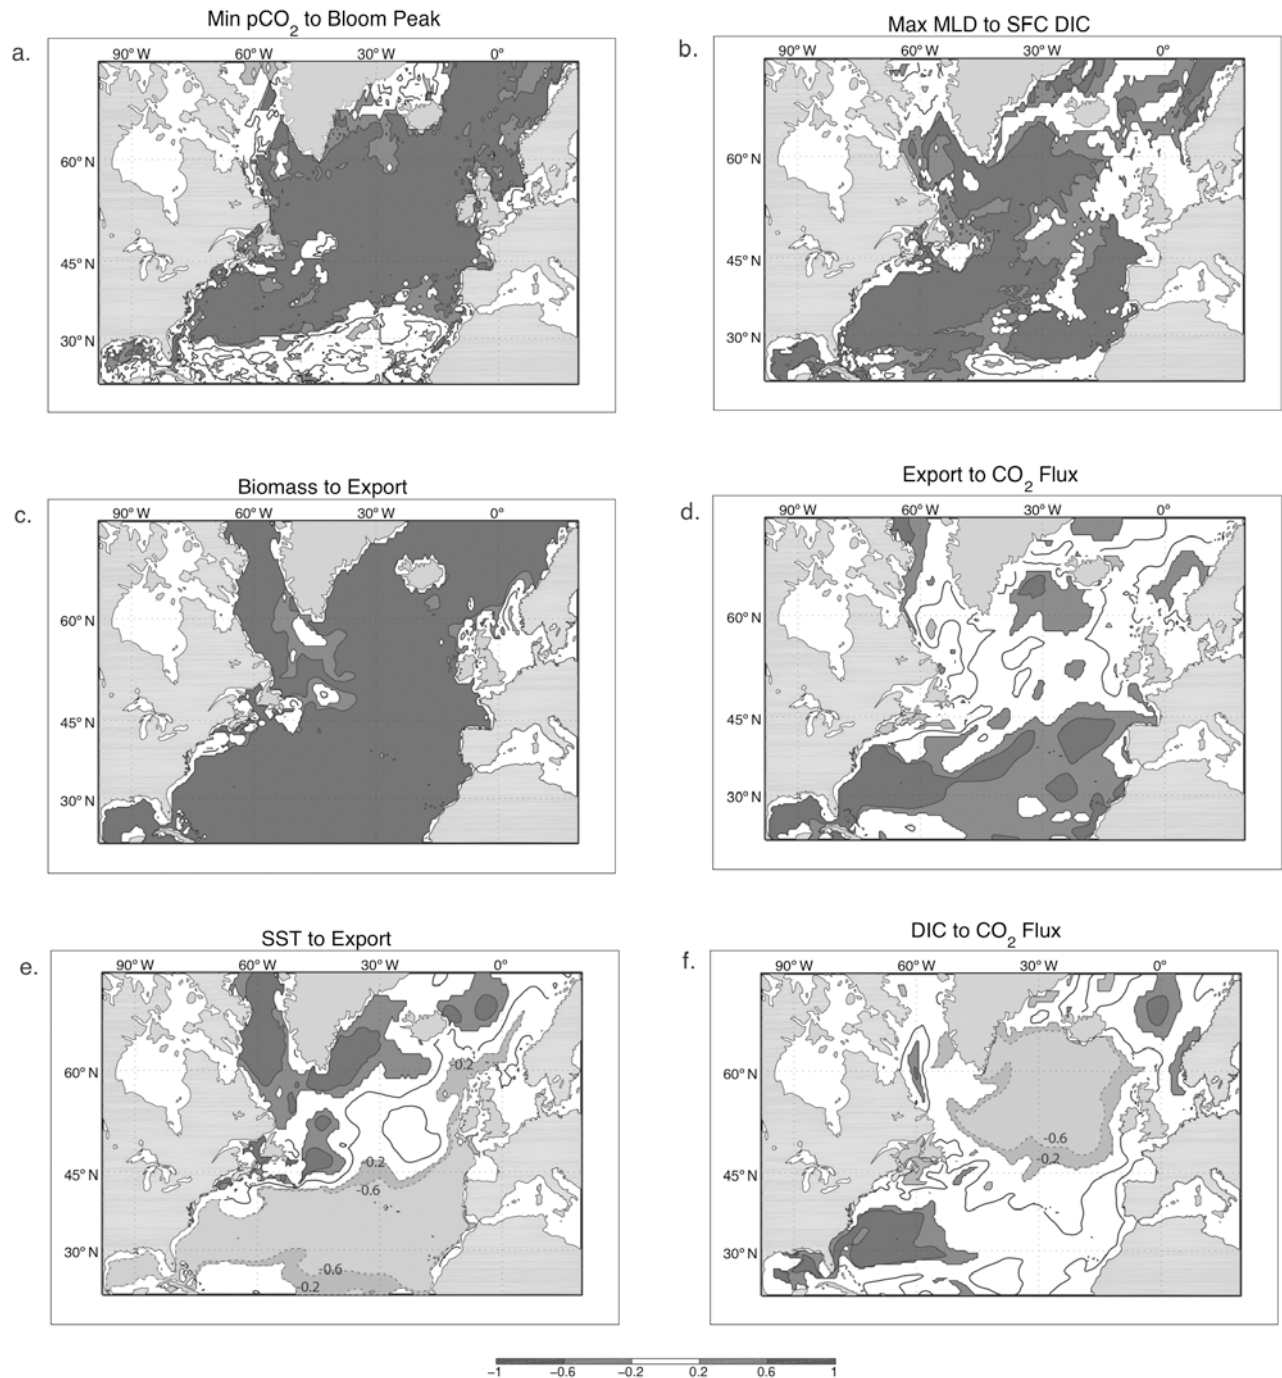 Min pCO2 to Bloom Peak
a.
90° W 60° W 30° W 0°
60° N
45° N
30° N
Max MLD to SFC DIC
b.
90° W 60° W 30° W 0°
60° N
45° N
30° N
Biomass to Export
c.
90° W 60° W 30° W 0°
60° N
45° N
30° N
Export to CO2 Flux
d.
90° W 60° W 30° W 0°
60° N
45° N
30° N
SST to Export
e.
90° W 60° W 30° W 0°
-0.2
60° N
-0.2
45° N
-0.6
30° N
-0.6
-0.2
DIC to CO2 Flux
f.
90° W 60° W 30° W 0°
60° N
-0.6
-0.2
45° N
30° N
-1 -0.6 -0.2 0.2 0.6 1